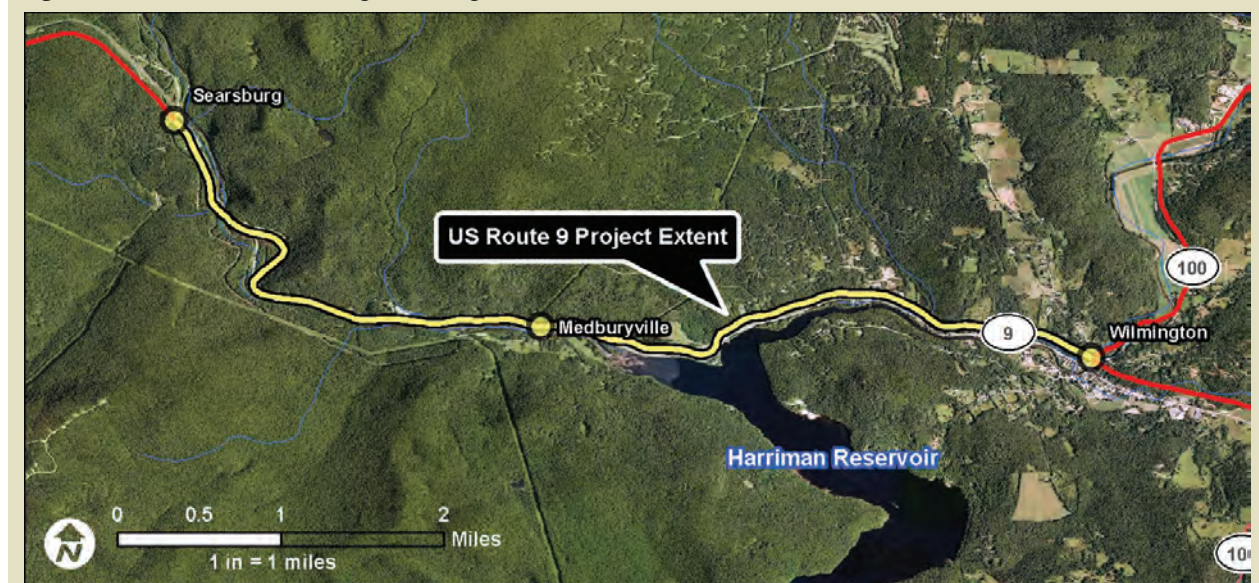 Searsburg
US Route 9 Project Extent
100
Medburyville
9
Wilmington
Harriman Reservoir
0 0.5 1 2
Miles
1 in = 1 miles
N